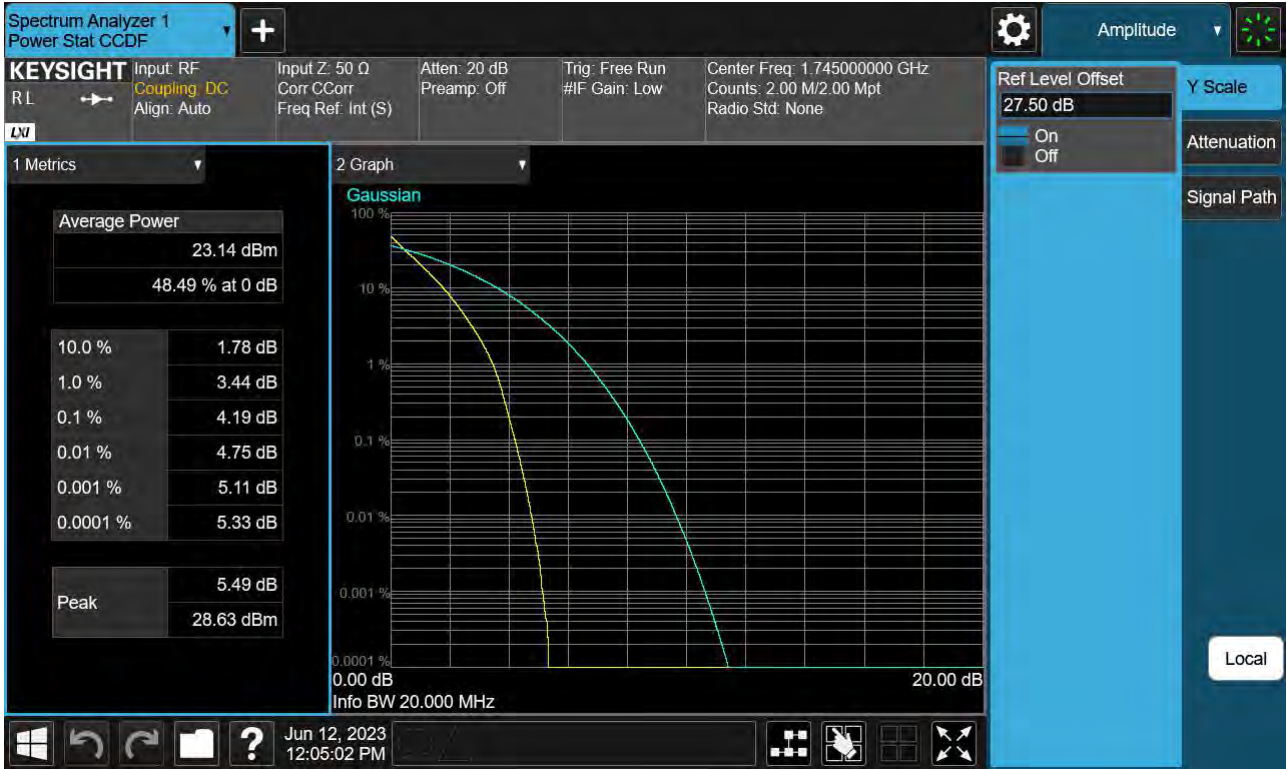 Spectrum Analyzer 1
Power Stat CCDF
Amplitude
KEYSIGHT
RL
LXI
Input: RF
Coupling: DC
Align: Auto
Input Z: 50 Ω
Corr CCorr
Freq Ref: Int (S)
Atten: 20 dB
Preamp: Off
Trig: Free Run
#IF Gain: Low
Center Freq: 1.745000000 GHz
Counts: 2.00 M/2.00 Mpt
Radio Std: None
Ref Level Offset
27.50 dB
On
Off
Y Scale
Attenuation
Signal Path
Local
1 Metrics
Average Power
23.14 dBm
48.49 % at 0 dB
10.0 % 1.78 dB
1.0 % 3.44 dB
0.1 % 4.19 dB
0.01 % 4.75 dB
0.001 % 5.11 dB
0.0001 % 5.33 dB
Peak
5.49 dB
28.63 dBm
2 Graph
Gaussian
100 %
10 %
1 %
0.1 %
0.01 %
0.001 %
0.0001 %
0.00 dB 20.00 dB
Info BW 20.000 MHz
Jun 12, 2023
12:05:02 PM